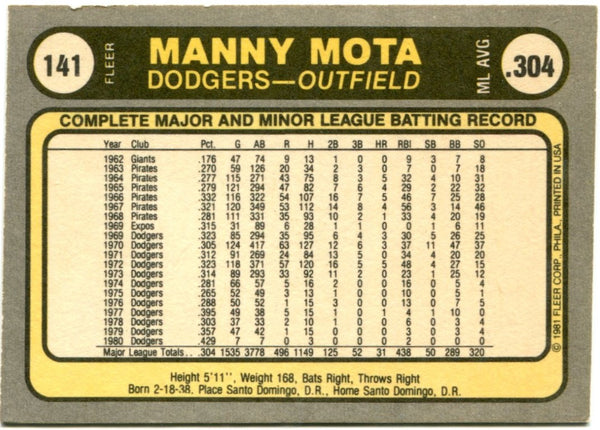 141
FLEER
MANNY MOTA
DODGERS—OUTFIELD
ML AVG
.304
COMPLETE MAJOR AND MINOR LEAGUE BATTING RECORD
Year Club Pct. G AB R H 2B 3B HR RBI SB BB SO
1962 Giants .176 47 74 9 13 1 0 0 9 3 7 8
1963 Pirates .270 59 126 20 34 2 3 0 7 0 7 18
1964 Pirates .277 115 271 43 75 8 3 5 32 4 10 31
1965 Pirates .279 121 294 47 82 7 6 4 29 2 22 32
1966 Pirates .332 116 322 54 107 16 7 5 46 7 25 28
1967 Pirates .321 120 349 53 112 14 8 4 56 3 14 46
1968 Pirates .281 111 331 35 93 10 2 1 33 4 20 19
1969 Expos .315 31 89 6 28 1 1 0 0 1 6 11
1969 Dodgers .323 85 294 35 95 6 4 3 30 5 26 25
1970 Dodgers .305 124 417 63 127 12 6 3 37 11 47 37
1971 Dodgers .312 91 269 24 84 13 5 0 34 4 20 20
1972 Dodgers .323 118 371 57 120 16 5 5 48 4 27 15
1973 Dodgers .314 89 293 33 92 11 2 0 23 1 25 12
1974 Dodgers .281 66 57 5 16 2 0 0 16 0 5 4
1975 Dodgers .265 52 49 3 13 1 0 0 10 0 5 1
1976 Dodgers .288 50 52 1 15 3 0 0 13 0 7 5
1977 Dodgers .395 49 38 5 15 1 0 1 4 1 10 0
1978 Dodgers .303 37 33 2 10 1 0 0 6 0 3 4
1979 Dodgers .357 47 42 1 15 0 0 0 3 0 3 4
1980 Dodgers .429 7 7 0 3 0 0 0 2 0 0 0
Major League Totals... .304 1535 3778 496 1149 125 52 31 438 50 289 320
Height 5'11", Weight 168, Bats Right, Throws Right
Born 2-18-38, Place Santo Domingo, D.R., Home Santo Domingo, D.R.
© 1981 FLEER CORP., PHILA., PRINTED IN USA